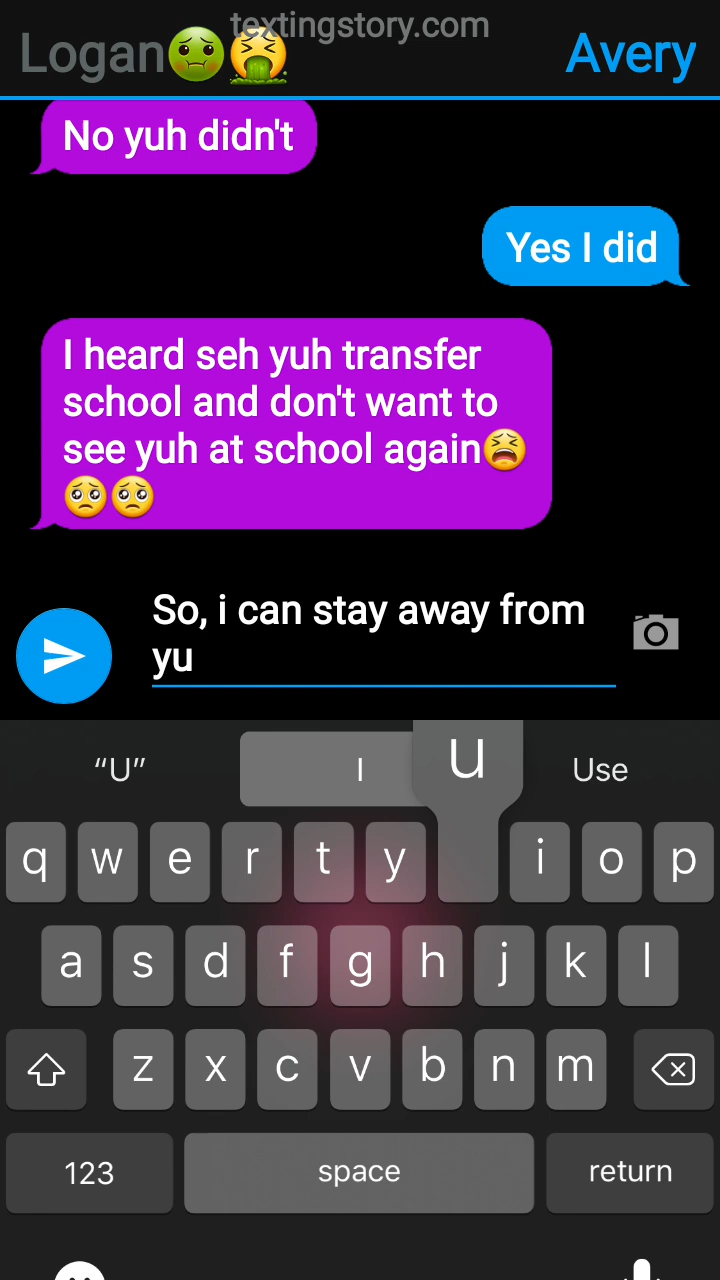 textingstory.com
Logan🤢🤮 Avery
No yuh didn't
Yes I did
I heard seh yuh transfer
school and don't want to
see yuh at school again😫
🥺🥺
So, i can stay away from
yu
“U” I Use
u
q w e r t y i o p
a s d f g h j k l
z x c v b n m
123 space return